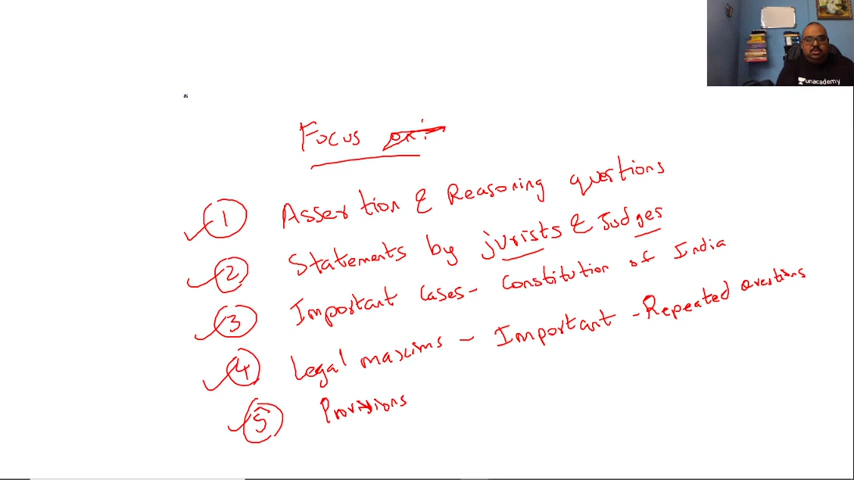 unacademy
Focus on:
1 Assertion & Reasoning questions
2 Statements by jurists & Judges
3 Important Cases - Constitution of India
4 Legal maxims - Important - Repeated Questions
5 Provisions